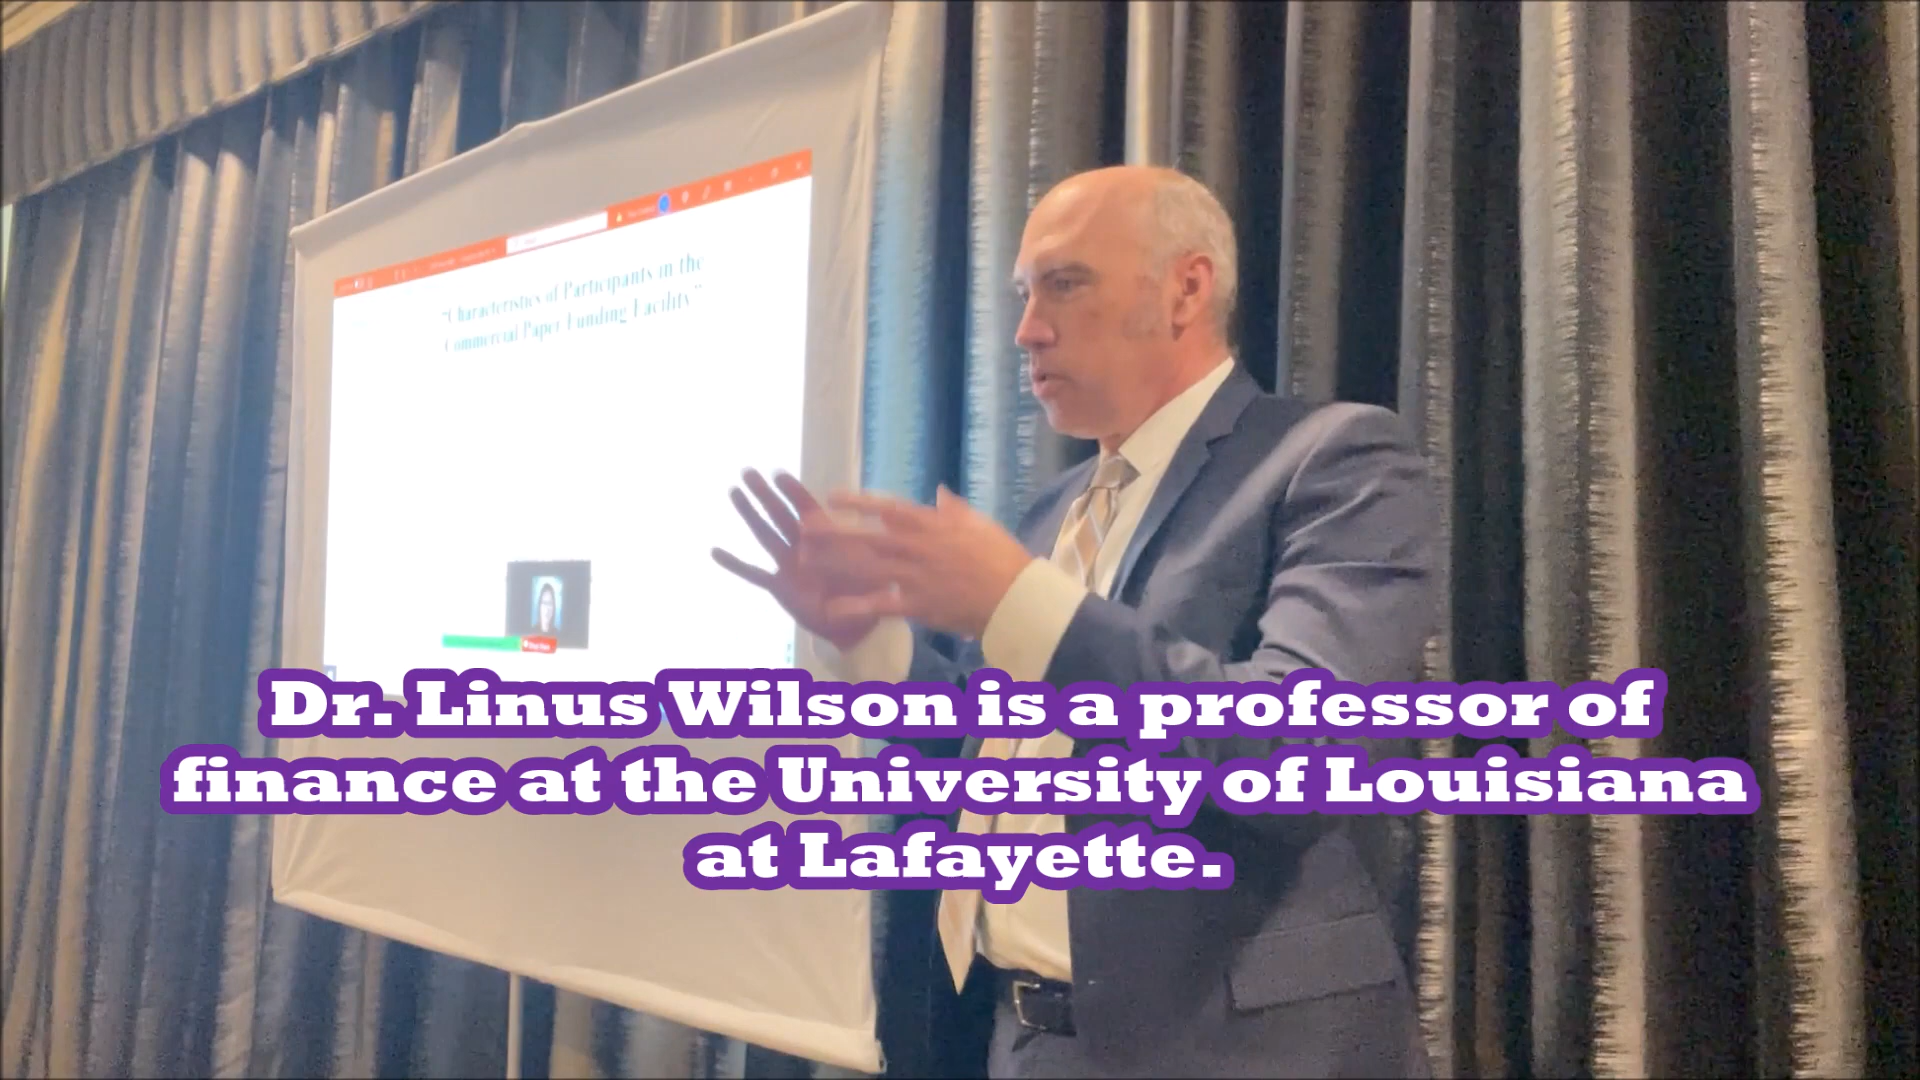 "Characteristics of Participants in the
Commercial Paper Funding Facility"
Dr. Linus Wilson is a professor of
finance at the University of Louisiana
at Lafayette.